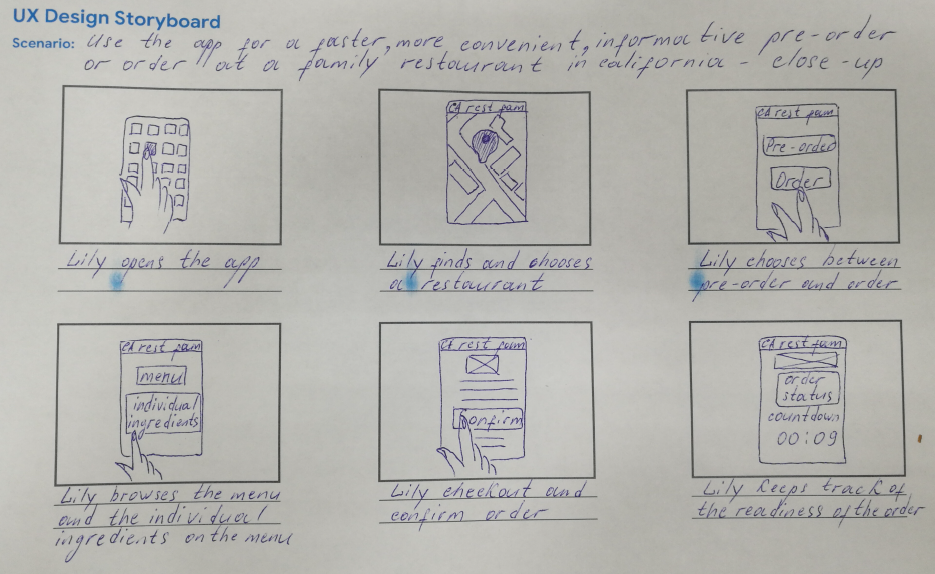 UX Design Storyboard
Scenario: Use the app for a faster, more convenient, informative pre-order
or order at a family restaurant in california - close-up
CA rest fam
CA rest fam
Pre-order
Order
Lily opens the app
Lily finds and chooses
a restaurant
Lily chooses between
pre-order and order
CA rest fam
menu
individual
ingredients
CA rest fam
Confirm
CA rest fam
order
status
countdown
00:09
Lily browses the menu
and the individual
ingredients on the menu
Lily checkout and
confirm order
Lily keeps track of
the readiness of the order